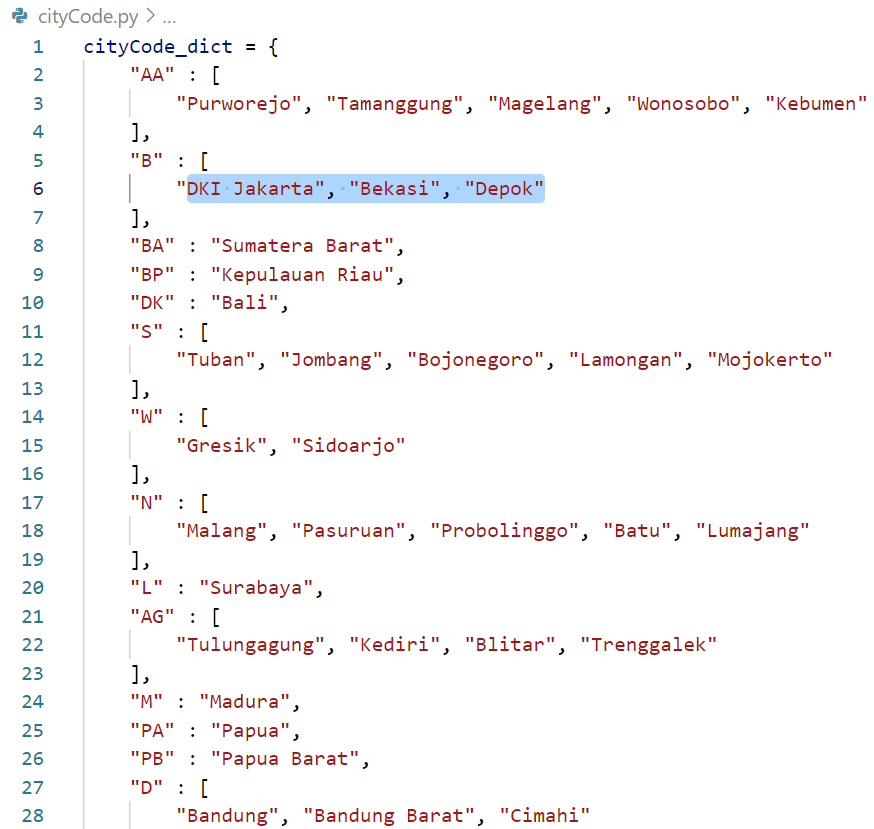 cityCode.py > ...
1 cityCode_dict = {
2 "AA" : [
3 "Purworejo", "Tamanggung", "Magelang", "Wonosobo", "Kebumen"
4 ],
5 "B" : [
6 "DKI Jakarta", "Bekasi", "Depok"
7 ],
8 "BA" : "Sumatera Barat",
9 "BP" : "Kepulauan Riau",
10 "DK" : "Bali",
11 "S" : [
12 "Tuban", "Jombang", "Bojonegoro", "Lamongan", "Mojokerto"
13 ],
14 "W" : [
15 "Gresik", "Sidoarjo"
16 ],
17 "N" : [
18 "Malang", "Pasuruan", "Probolinggo", "Batu", "Lumajang"
19 ],
20 "L" : "Surabaya",
21 "AG" : [
22 "Tulungagung", "Kediri", "Blitar", "Trenggalek"
23 ],
24 "M" : "Madura",
25 "PA" : "Papua",
26 "PB" : "Papua Barat",
27 "D" : [
28 "Bandung", "Bandung Barat", "Cimahi"